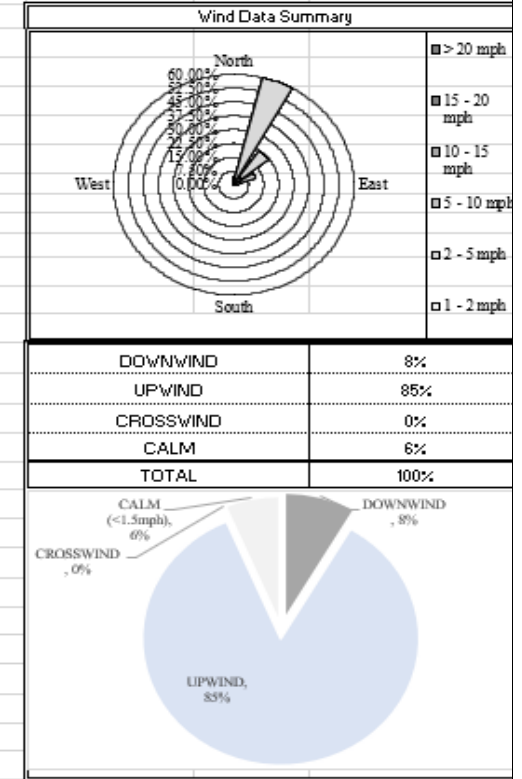 Wind Data Summary
North
60.00%
52.50%
45.00%
37.50%
30.00%
22.50%
15.00%
7.50%
0.00%
West
East
South
> 20 mph
15 - 20
mph
10 - 15
mph
5 - 10 mph
2 - 5 mph
1 - 2 mph
DOWNWIND 8%
UPWIND 85%
CROSSWIND 0%
CALM 6%
TOTAL 100%
CALM
(<1.5mph),
6%
DOWNWIND
, 8%
CROSSWIND
, 0%
UPWIND,
85%